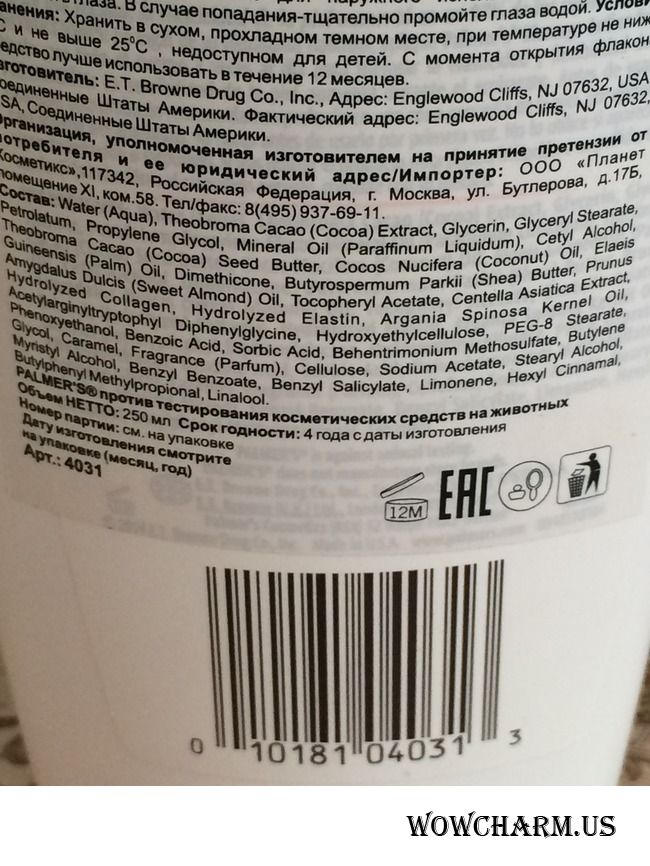 глаза. В случае попадания-тщательно промойте глаза водой.
Хранить в сухом, прохладном темном месте, при температуре не
и не выше 25°С , недоступном для детей. С момента открытия флакон
лучше использовать в течение 12 месяцев.
E.T. Browne Drug Co., Inc., Адрес: Englewood Cliffs, NJ 07632, USA
Штаты Америки. Фактический адрес: Englewood Cliffs, NJ 07632,
Соединенные Штаты Америки.
уполномоченная изготовителем на принятие претензии от
и ее юридический адрес/Импортер: ООО «Планет
Косметикс»,117342, Российская Федерация, г. Москва, ул. Бутлерова, д.17Б,
помещение XI, ком.58. Тел/факс: 8(495) 937-69-11.
Состав: Water (Aqua), Theobroma Cacao (Cocoa) Extract, Glycerin, Glyceryl Stearate,
Petrolatum, Propylene Glycol, Mineral Oil (Paraffinum Liquidum), Cetyl Alcohol,
Theobroma Cacao (Cocoa) Seed Butter, Cocos Nucifera (Coconut) Oil, Elaeis
Guineensis (Palm) Oil, Dimethicone, Butyrospermum Parkii (Shea) Butter, Prunus
Amygdalus Dulcis (Sweet Almond) Oil, Tocopheryl Acetate, Centella Asiatica Extract,
Hydrolyzed Collagen, Hydrolyzed Elastin, Argania Spinosa Kernel Oil,
Acetylarginyltryptophyl Diphenylglycine, Hydroxyethylcellulose, PEG-8 Stearate,
Phenoxyethanol, Benzoic Acid, Sorbic Acid, Behentrimonium Methosulfate, Butylene
Glycol, Caramel, Fragrance (Parfum), Cellulose, Sodium Acetate, Stearyl Alcohol,
Myristyl Alcohol, Benzyl Benzoate, Benzyl Salicylate, Limonene, Hexyl Cinnamal,
Butylphenyl Methylpropional, Linalool.
PALMER'S® против тестирования косметических средств на животных
Объем НЕТТО: 250 мл Срок годности: 4 года с даты изготовления
Номер партии: см. на упаковке
Дату изготовления смотрите
на упаковке (месяц, год)
Арт.: 4031
12M
EAC
0 10181 04031 3
WOWCHARM.US